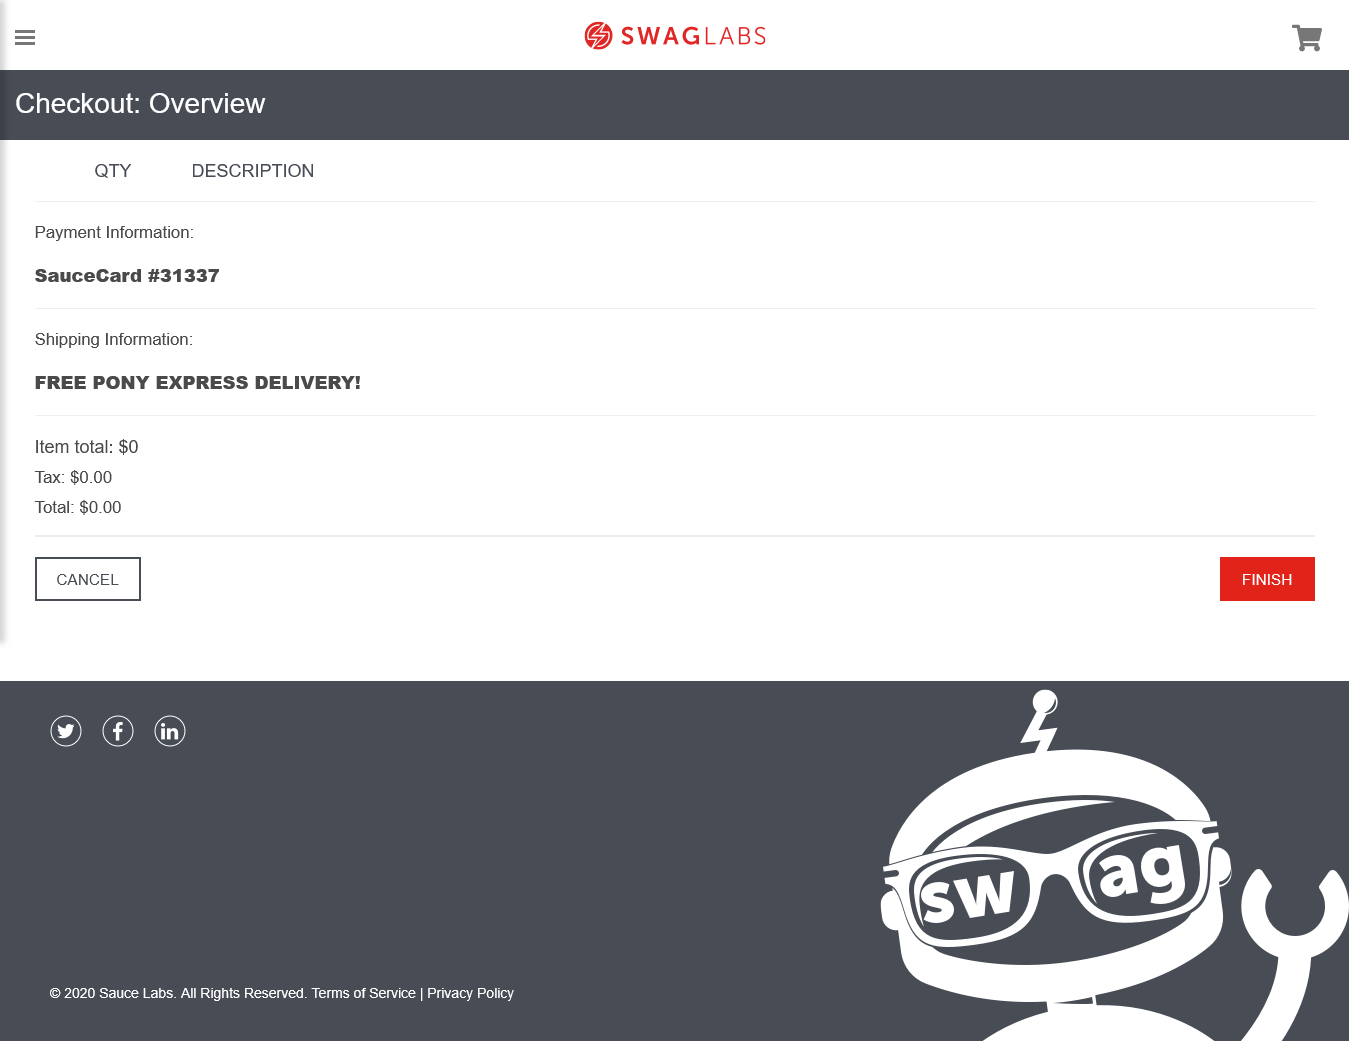 SWAGLABS
Checkout: Overview
QTY DESCRIPTION
Payment Information:
SauceCard #31337
Shipping Information:
FREE PONY EXPRESS DELIVERY!
Item total: $0
Tax: $0.00
Total: $0.00
CANCEL FINISH
sw ag
© 2020 Sauce Labs. All Rights Reserved. Terms of Service | Privacy Policy